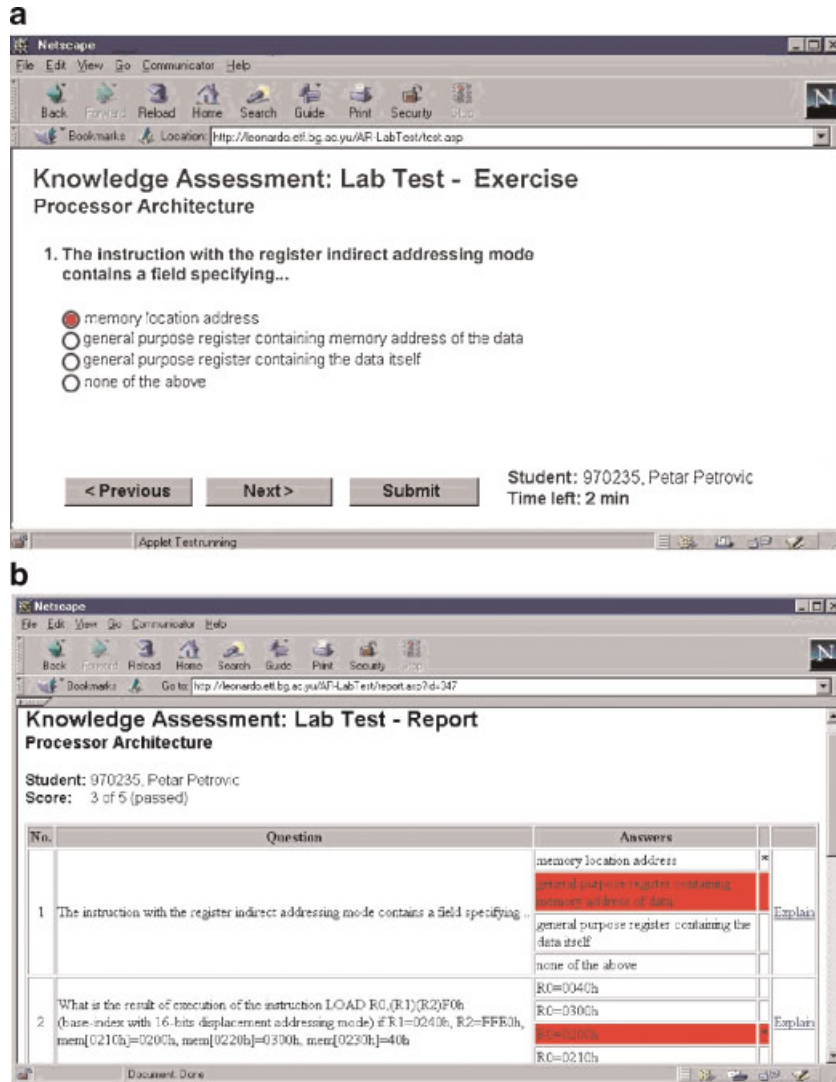 a
Netscape
File Edit View Go Communicator Help
Back Forward Reload Home Search Guide Print Security Stop
Bookmarks Location: http://leonardo.etf.bg.ac.yu/AR-LabTest/test.asp
N
Knowledge Assessment: Lab Test - Exercise
Processor Architecture
1. The instruction with the register indirect addressing mode
contains a field specifying...
memory location address
general purpose register containing memory address of the data
general purpose register containing the data itself
none of the above
< Previous Next > Submit
Student: 970235, Petar Petrovic
Time left: 2 min
Applet Testrunning
b
Netscape
File Edit View Go Communicator Help
Back Forward Reload Home Search Guide Print Security Stop
Bookmarks Go to: http://leonardo.etf.bg.ac.yu/AR-LabTest/report.asp?id=347
N
Knowledge Assessment: Lab Test - Report
Processor Architecture
Student: 970235, Petar Petrovic
Score: 3 of 5 (passed)
No. Question Answers
1 The instruction with the register indirect addressing mode contains a field specifying ...
memory location address *
general purpose register containing
memory address of data
general purpose register containing the
data itself
none of the above
Explain
2 What is the result of execution of the instruction LOAD R0,(R1)(R2)F0h
(base-index with 16-bits displacement addressing mode) if R1=0240h, R2=FFE0h,
mem[0210h]=0200h, mem[0220h]=0300h, mem[0230h]=40h
R0=0040h
R0=0300h
R0=0200h *
R0=0210h
Explain
Document: Done